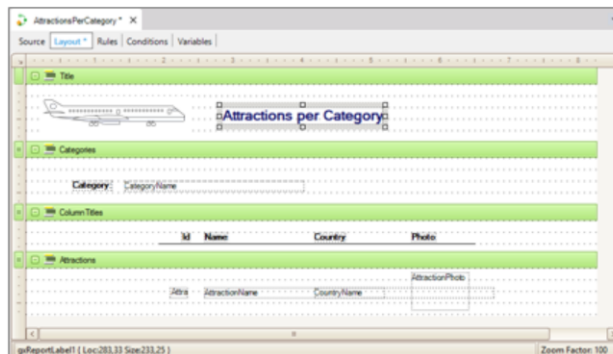 AttractionsPerCategory * X
Source Layout * Rules Conditions Variables
Title
Attractions per Category
Categories
Category: CategoryName
ColumnTitles
Id Name Country Photo
Attractions
AttractionPhoto
Attra AttractionName CountryName
gxReportLabel1 ( Loc:283,33 Size:233,25 ) Zoom Factor: 100